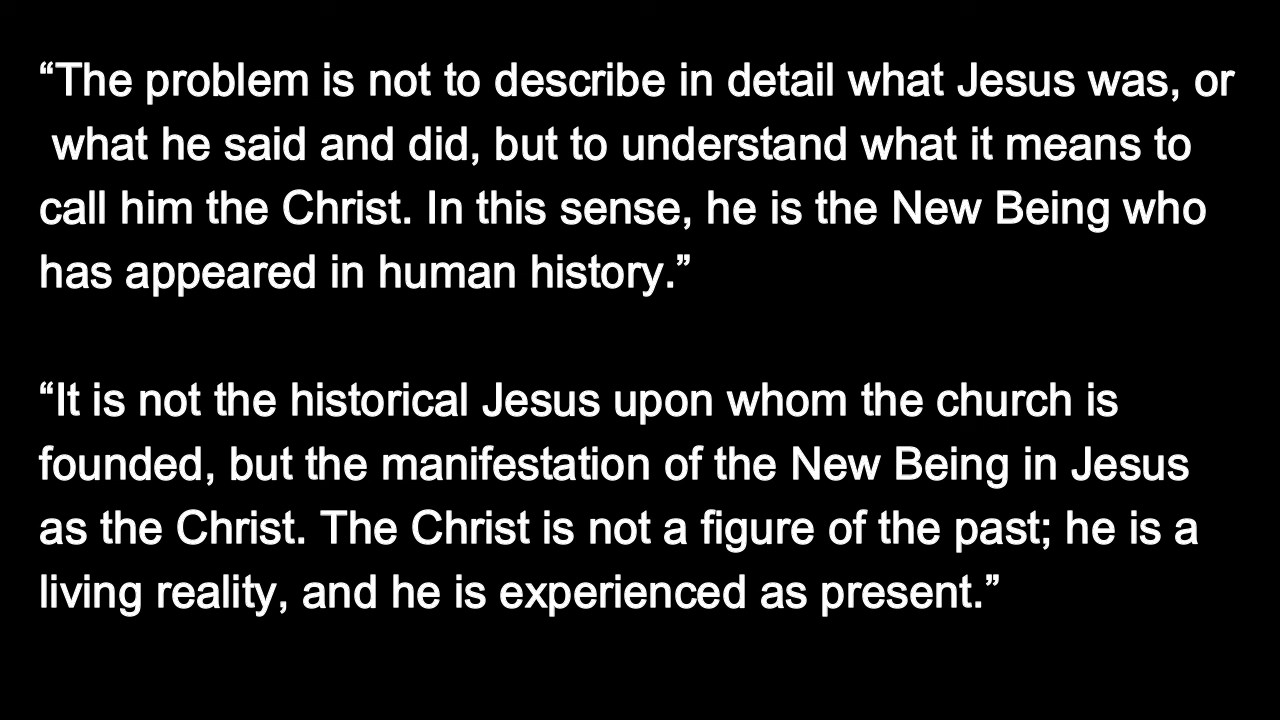 “The problem is not to describe in detail what Jesus was, or
what he said and did, but to understand what it means to
call him the Christ. In this sense, he is the New Being who
has appeared in human history.”
“It is not the historical Jesus upon whom the church is
founded, but the manifestation of the New Being in Jesus
as the Christ. The Christ is not a figure of the past; he is a
living reality, and he is experienced as present.”